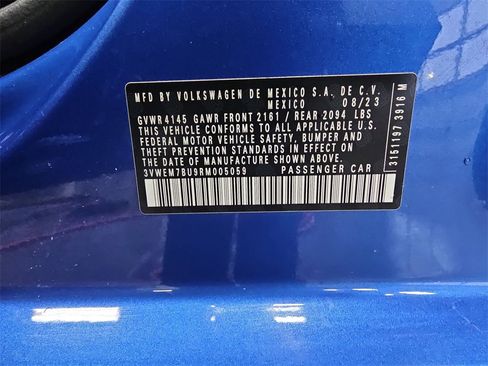 MFD BY VOLKSWAGEN DE MEXICO S.A. DE C.V.
MEXICO 08/23
GVWR4145 GAWR FRONT 2161 / REAR 2094 LBS
THIS VEHICLE CONFORMS TO ALL APPLICABLE U.S.
FEDERAL MOTOR VEHICLE SAFETY, BUMPER AND
THEFT PREVENTION STANDARDS IN EFFECT ON
THE DATE OF MANUFACTURE SHOWN ABOVE.
3VWEM7BU9RM005059 PASSENGER CAR
3151197 3916 M